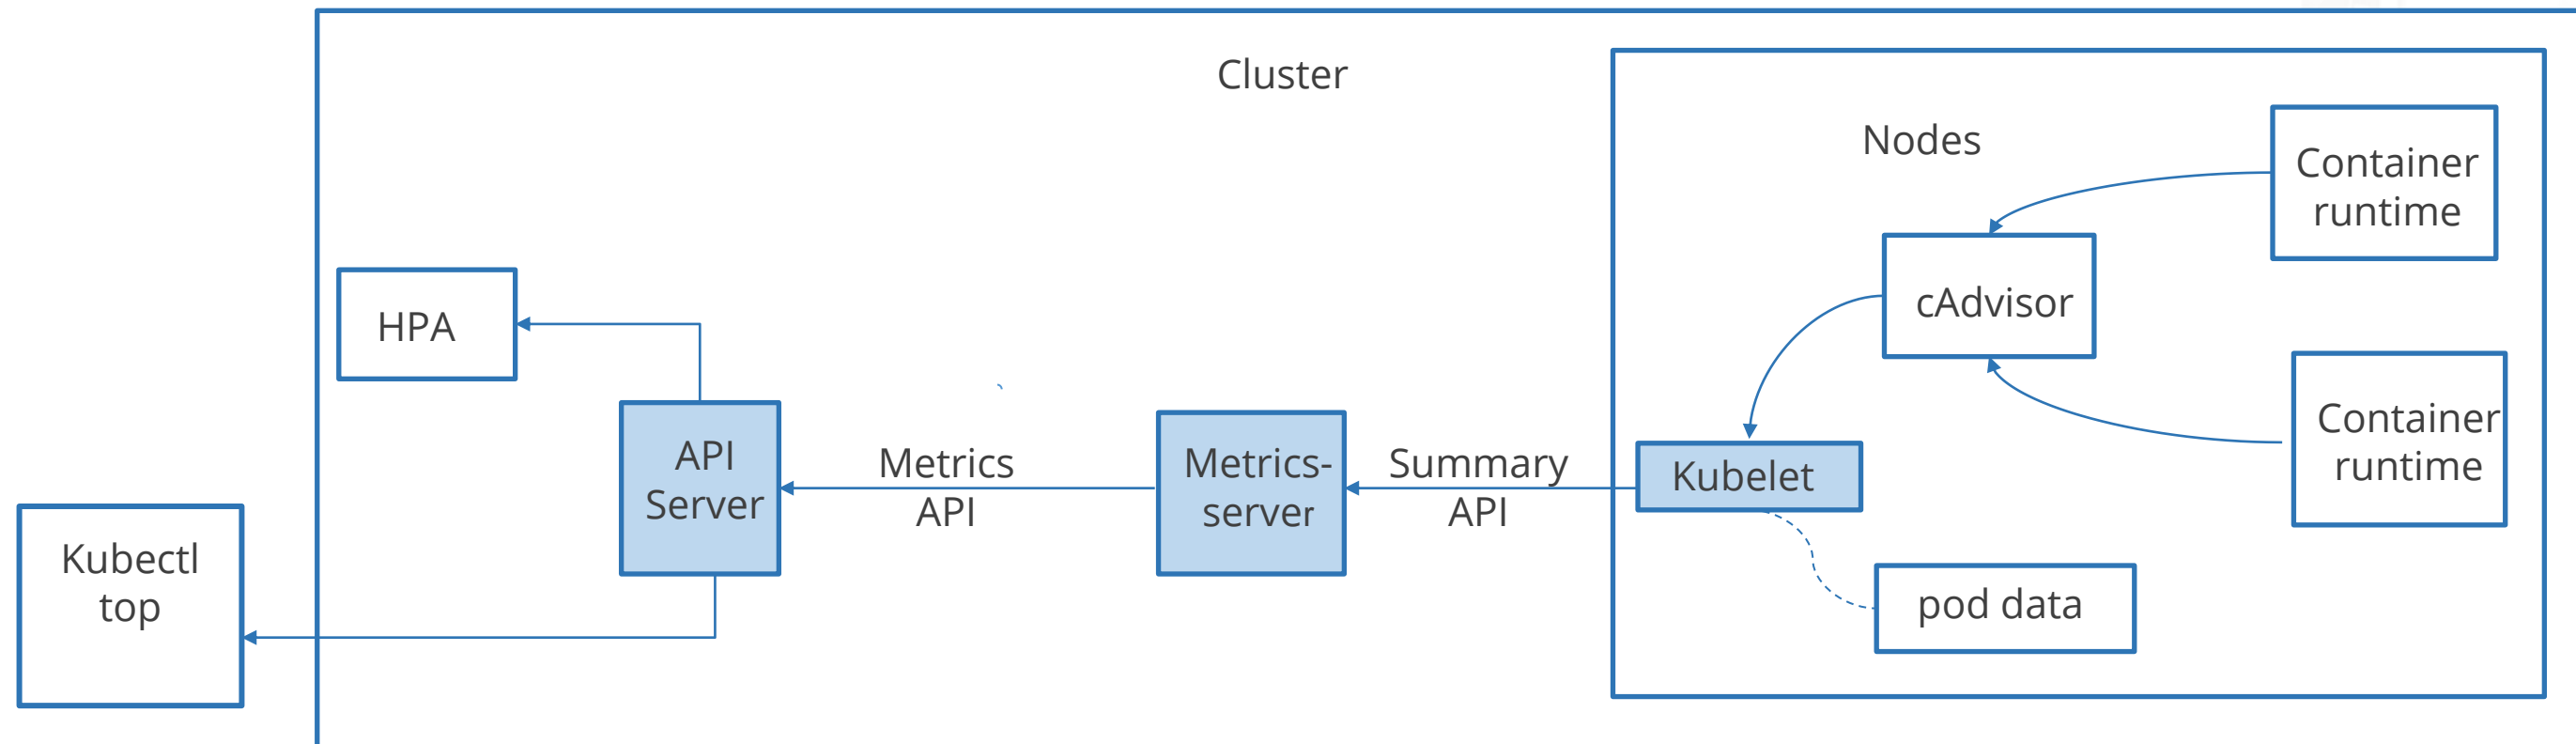 Cluster
Nodes
Container
runtime
cAdvisor
HPA
Container
runtime
API
Server
Metrics
API
Metrics-
server
Summary
API
Kubelet
Kubectl
top
pod data